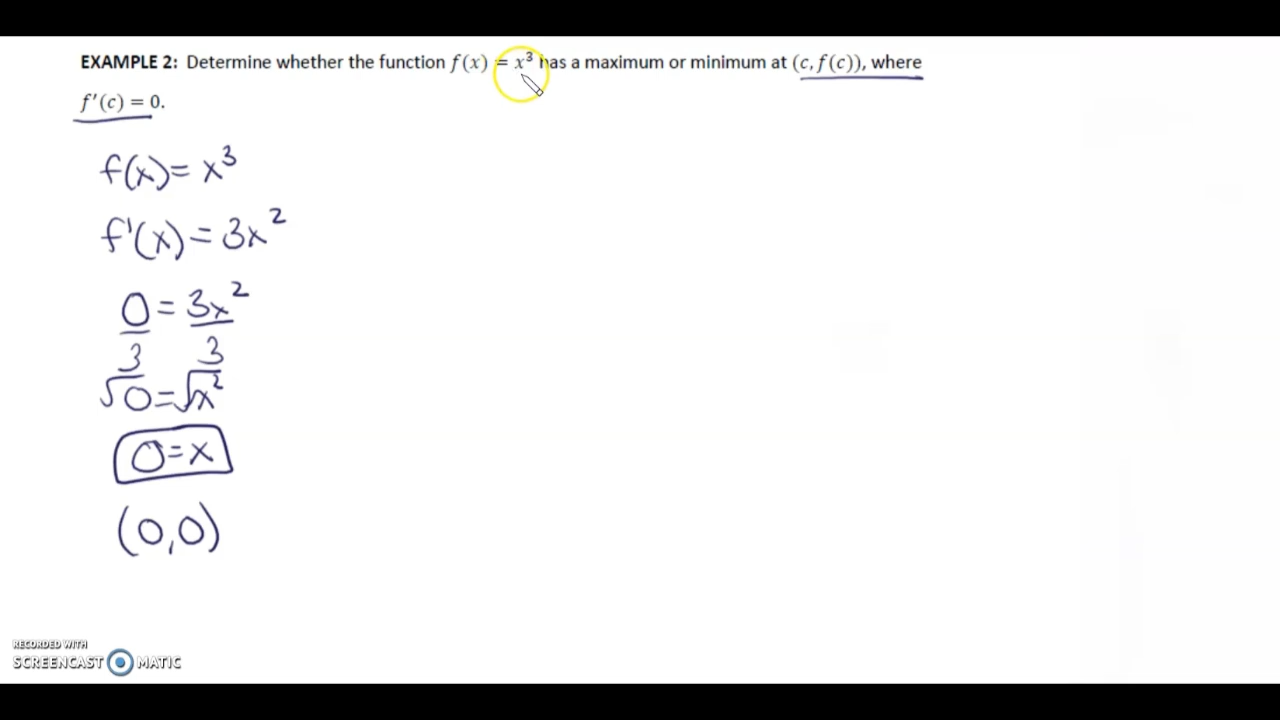 EXAMPLE 2: Determine whether the function f(x) = x³ has a maximum or minimum at (c, f(c)), where
f'(c) = 0.
f(x) = x³
f'(x) = 3x²
0 = 3x²
3 3
√0 = √x²
0 = x
(0,0)
RECORDED WITH
SCREENCAST MATIC